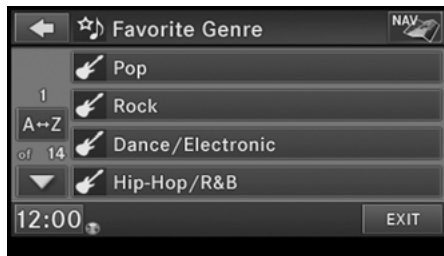 Favorite Genre
NAV
Pop
1
Rock
A↔Z
Dance/Electronic
of 14
Hip-Hop/R&B
12:00
EXIT